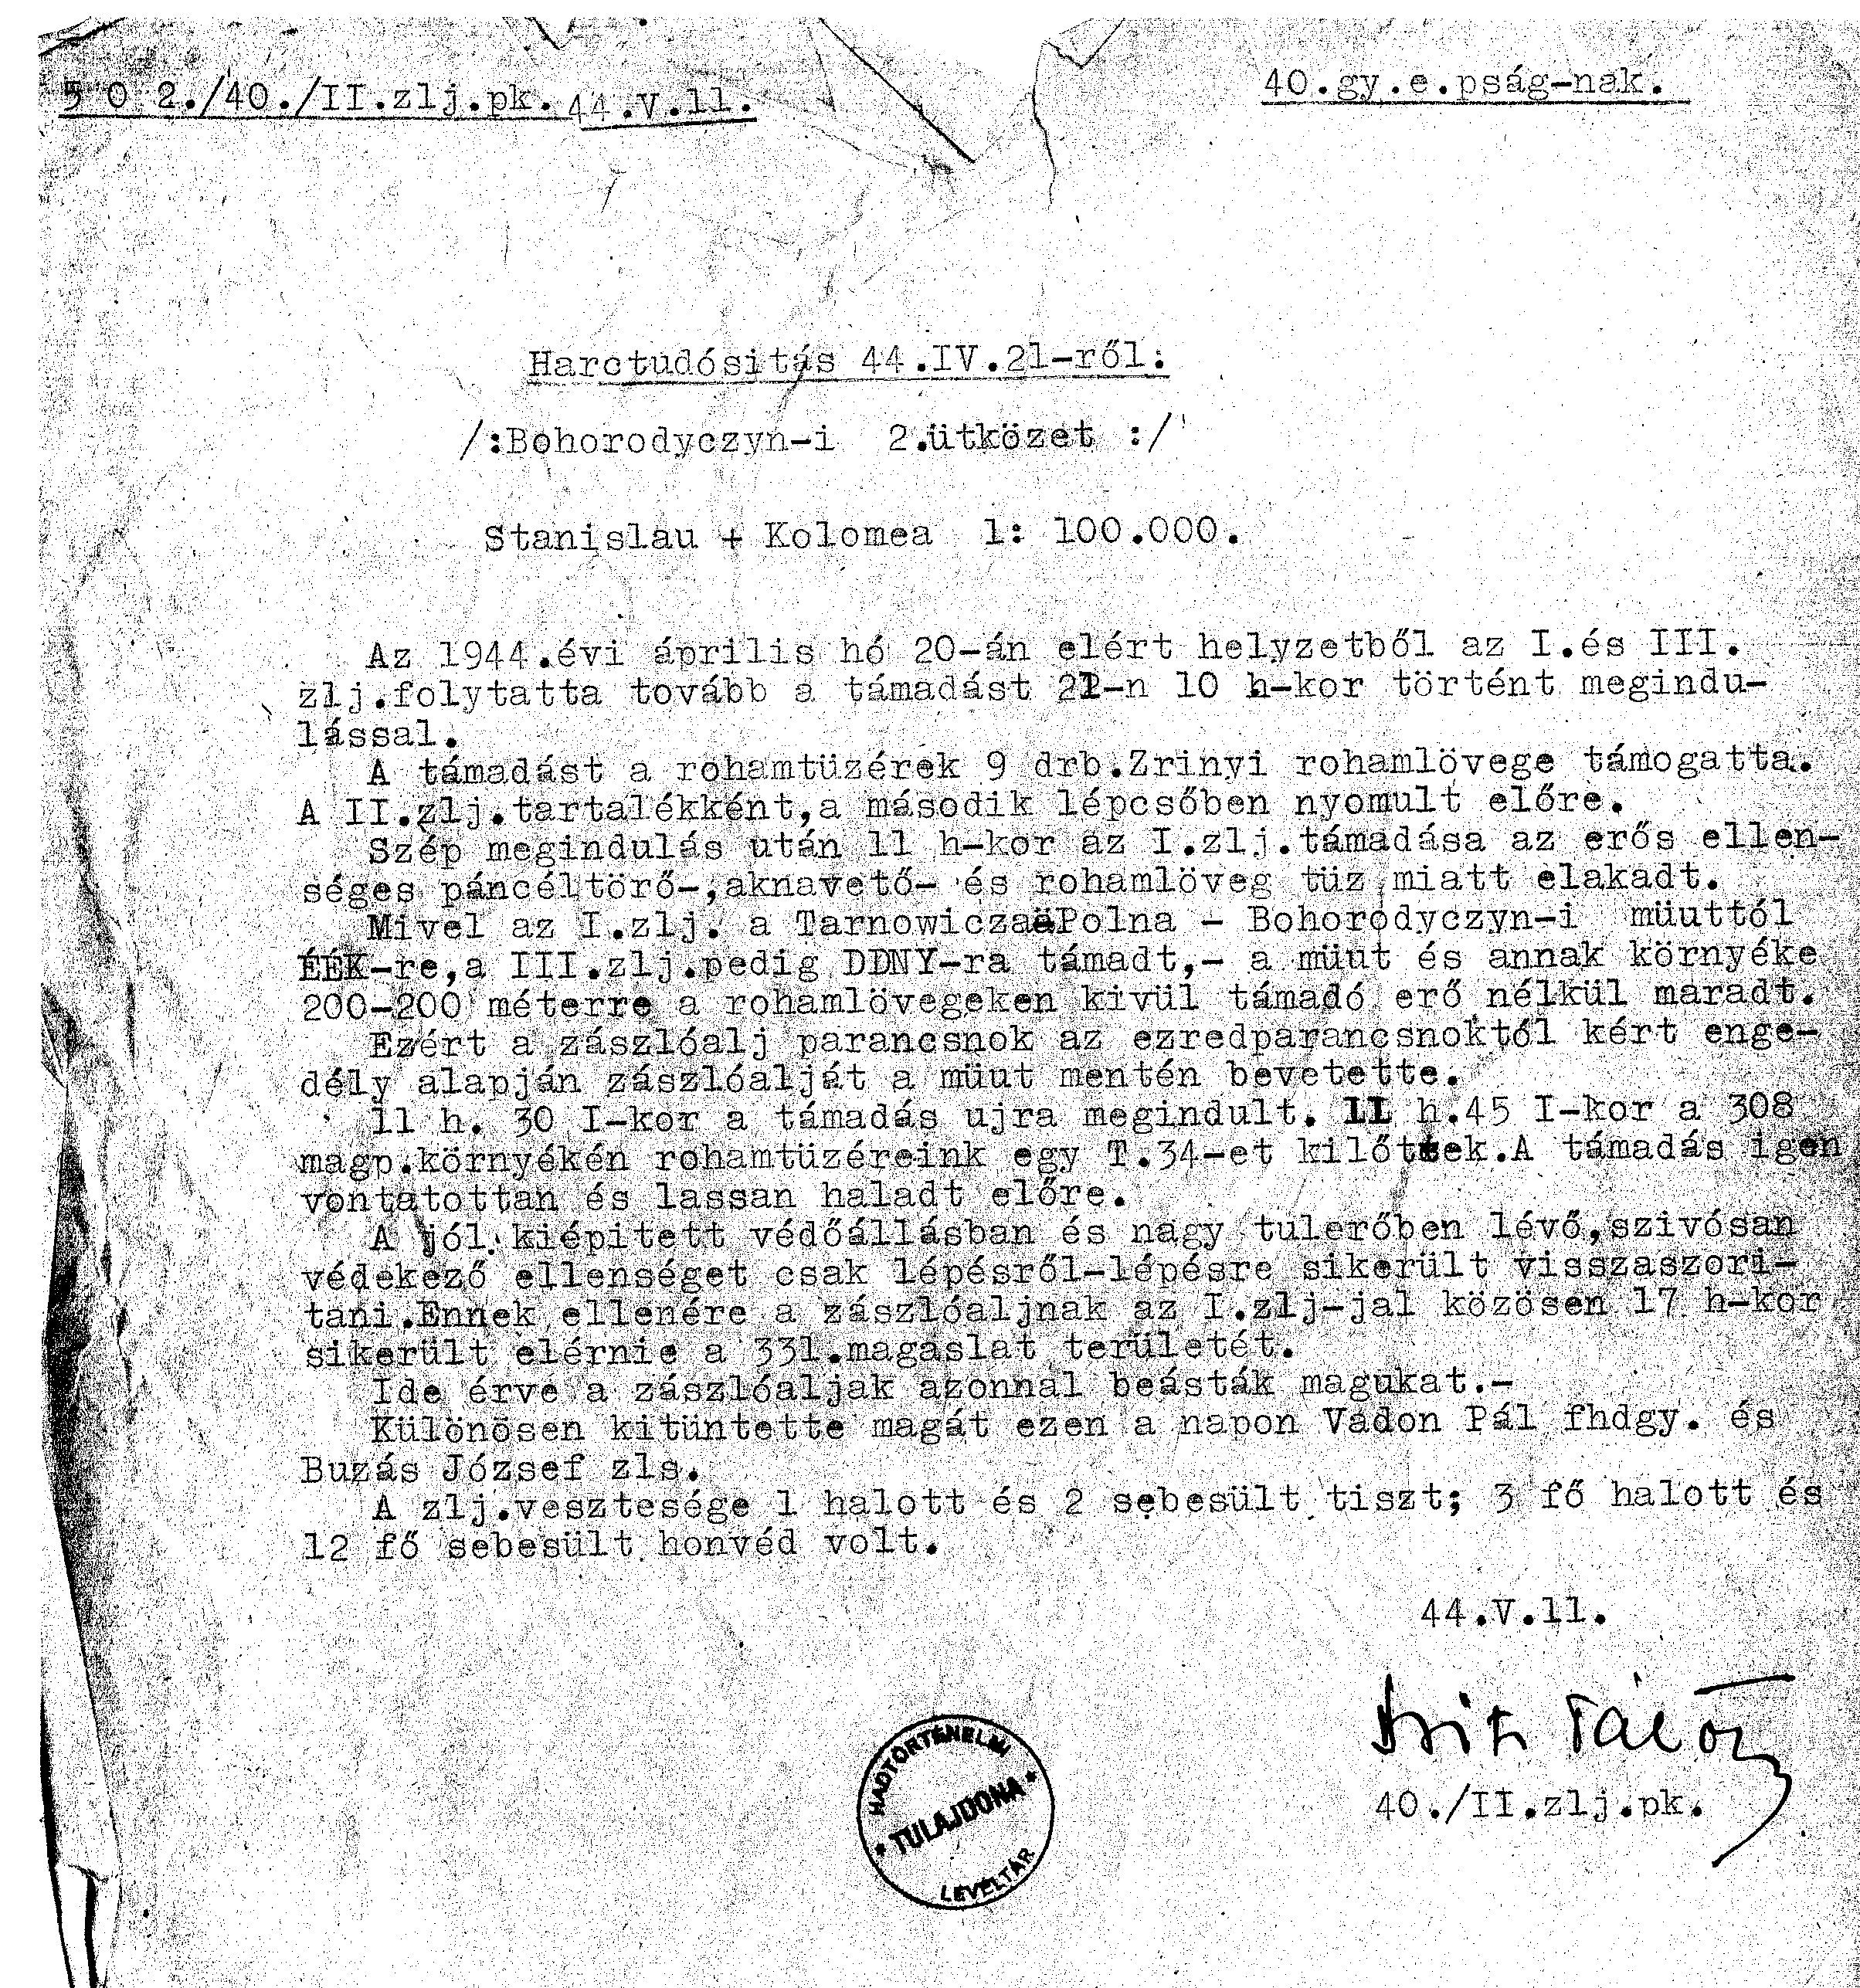 5 0 2./40./II.zlj.pk. 44.V.11.
40.gy.e.pság-nak.
Harctudósitás 44.IV.21-ről:
/:Bohorodyczyn-i 2.ütközet :/
Stanislau + Kolomea 1: 100.000.
Az 1944.évi április hó 20-án elért helyzetből az I.és III.
zlj.folytatta tovább a támadást 21-n 10 h-kor történt megindu-
lással.
A támadást a rohamtüzérek 9 drb.Zrinyi rohamlövege támogatta.
A II.zlj.tartalékként,a második lépcsőben nyomult előre.
Szép megindulás után 11 h-kor az I.zlj.támadása az erős ellen-
séges páncéltörő-,aknavető- és rohamlöveg tüz miatt elakadt.
Mivel az I.zlj. a Tarnowicza Polna - Bohorodyczyn-i müuttól
ÉÉK-re,a III.zlj.pedig DDNY-ra támadt,- a müut és annak környéke
200-200 méterre a rohamlövegeken kivül támadó erő nélkül maradt.
Ezért a zászlóalj parancsnok az ezredparancsnoktól kért enge-
dély alapján zászlóalját a müut mentén bevetette.
11 h. 30 I-kor a támadás ujra megindult. 11 h.45 I-kor a 308
magp.környékén rohamtüzéreink egy T.34-et kilőttek.A támadás igen
vontatottan és lassan haladt előre.
A jól kiépitett védőállásban és nagy tulerőben lévő,szivósan
védekező ellenséget csak lépésről-lépésre sikerült visszaszori-
tani.Ennek ellenére a zászlóaljnak az I.zlj-jal közösen 17 h-kor
sikerült elérnie a 331.magaslat területét.
Ide érve a zászlóaljak azonnal beásták magukat.-
Különösen kitüntette magát ezen a napon Vadon Pál fhdgy. és
Buzás József zls.
A zlj.vesztesége 1 halott és 2 sebesült tiszt; 3 fő halott és
12 fő sebesült honvéd volt.
44.V.11.
40./II.zlj.pk.
HADTÖRTÉNELMI
* TULAJDONA *
LEVÉLTÁR